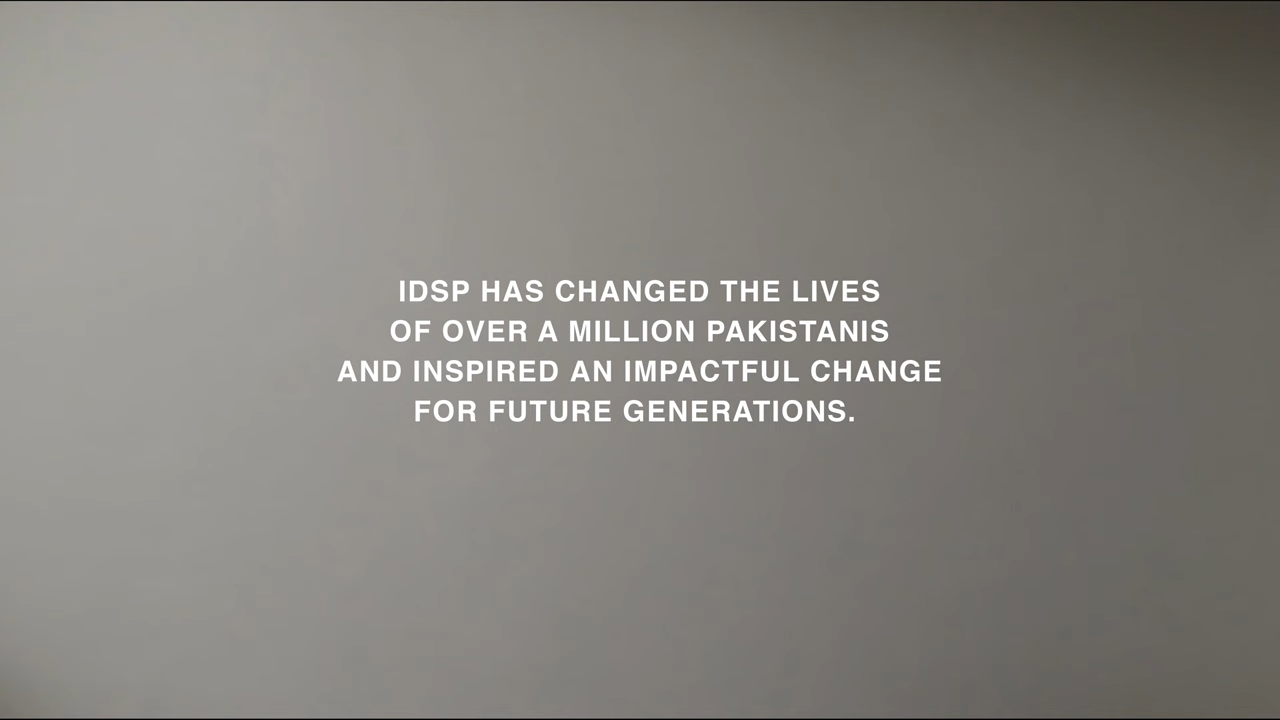 IDSP HAS CHANGED THE LIVES
OF OVER A MILLION PAKISTANIS
AND INSPIRED AN IMPACTFUL CHANGE
FOR FUTURE GENERATIONS.